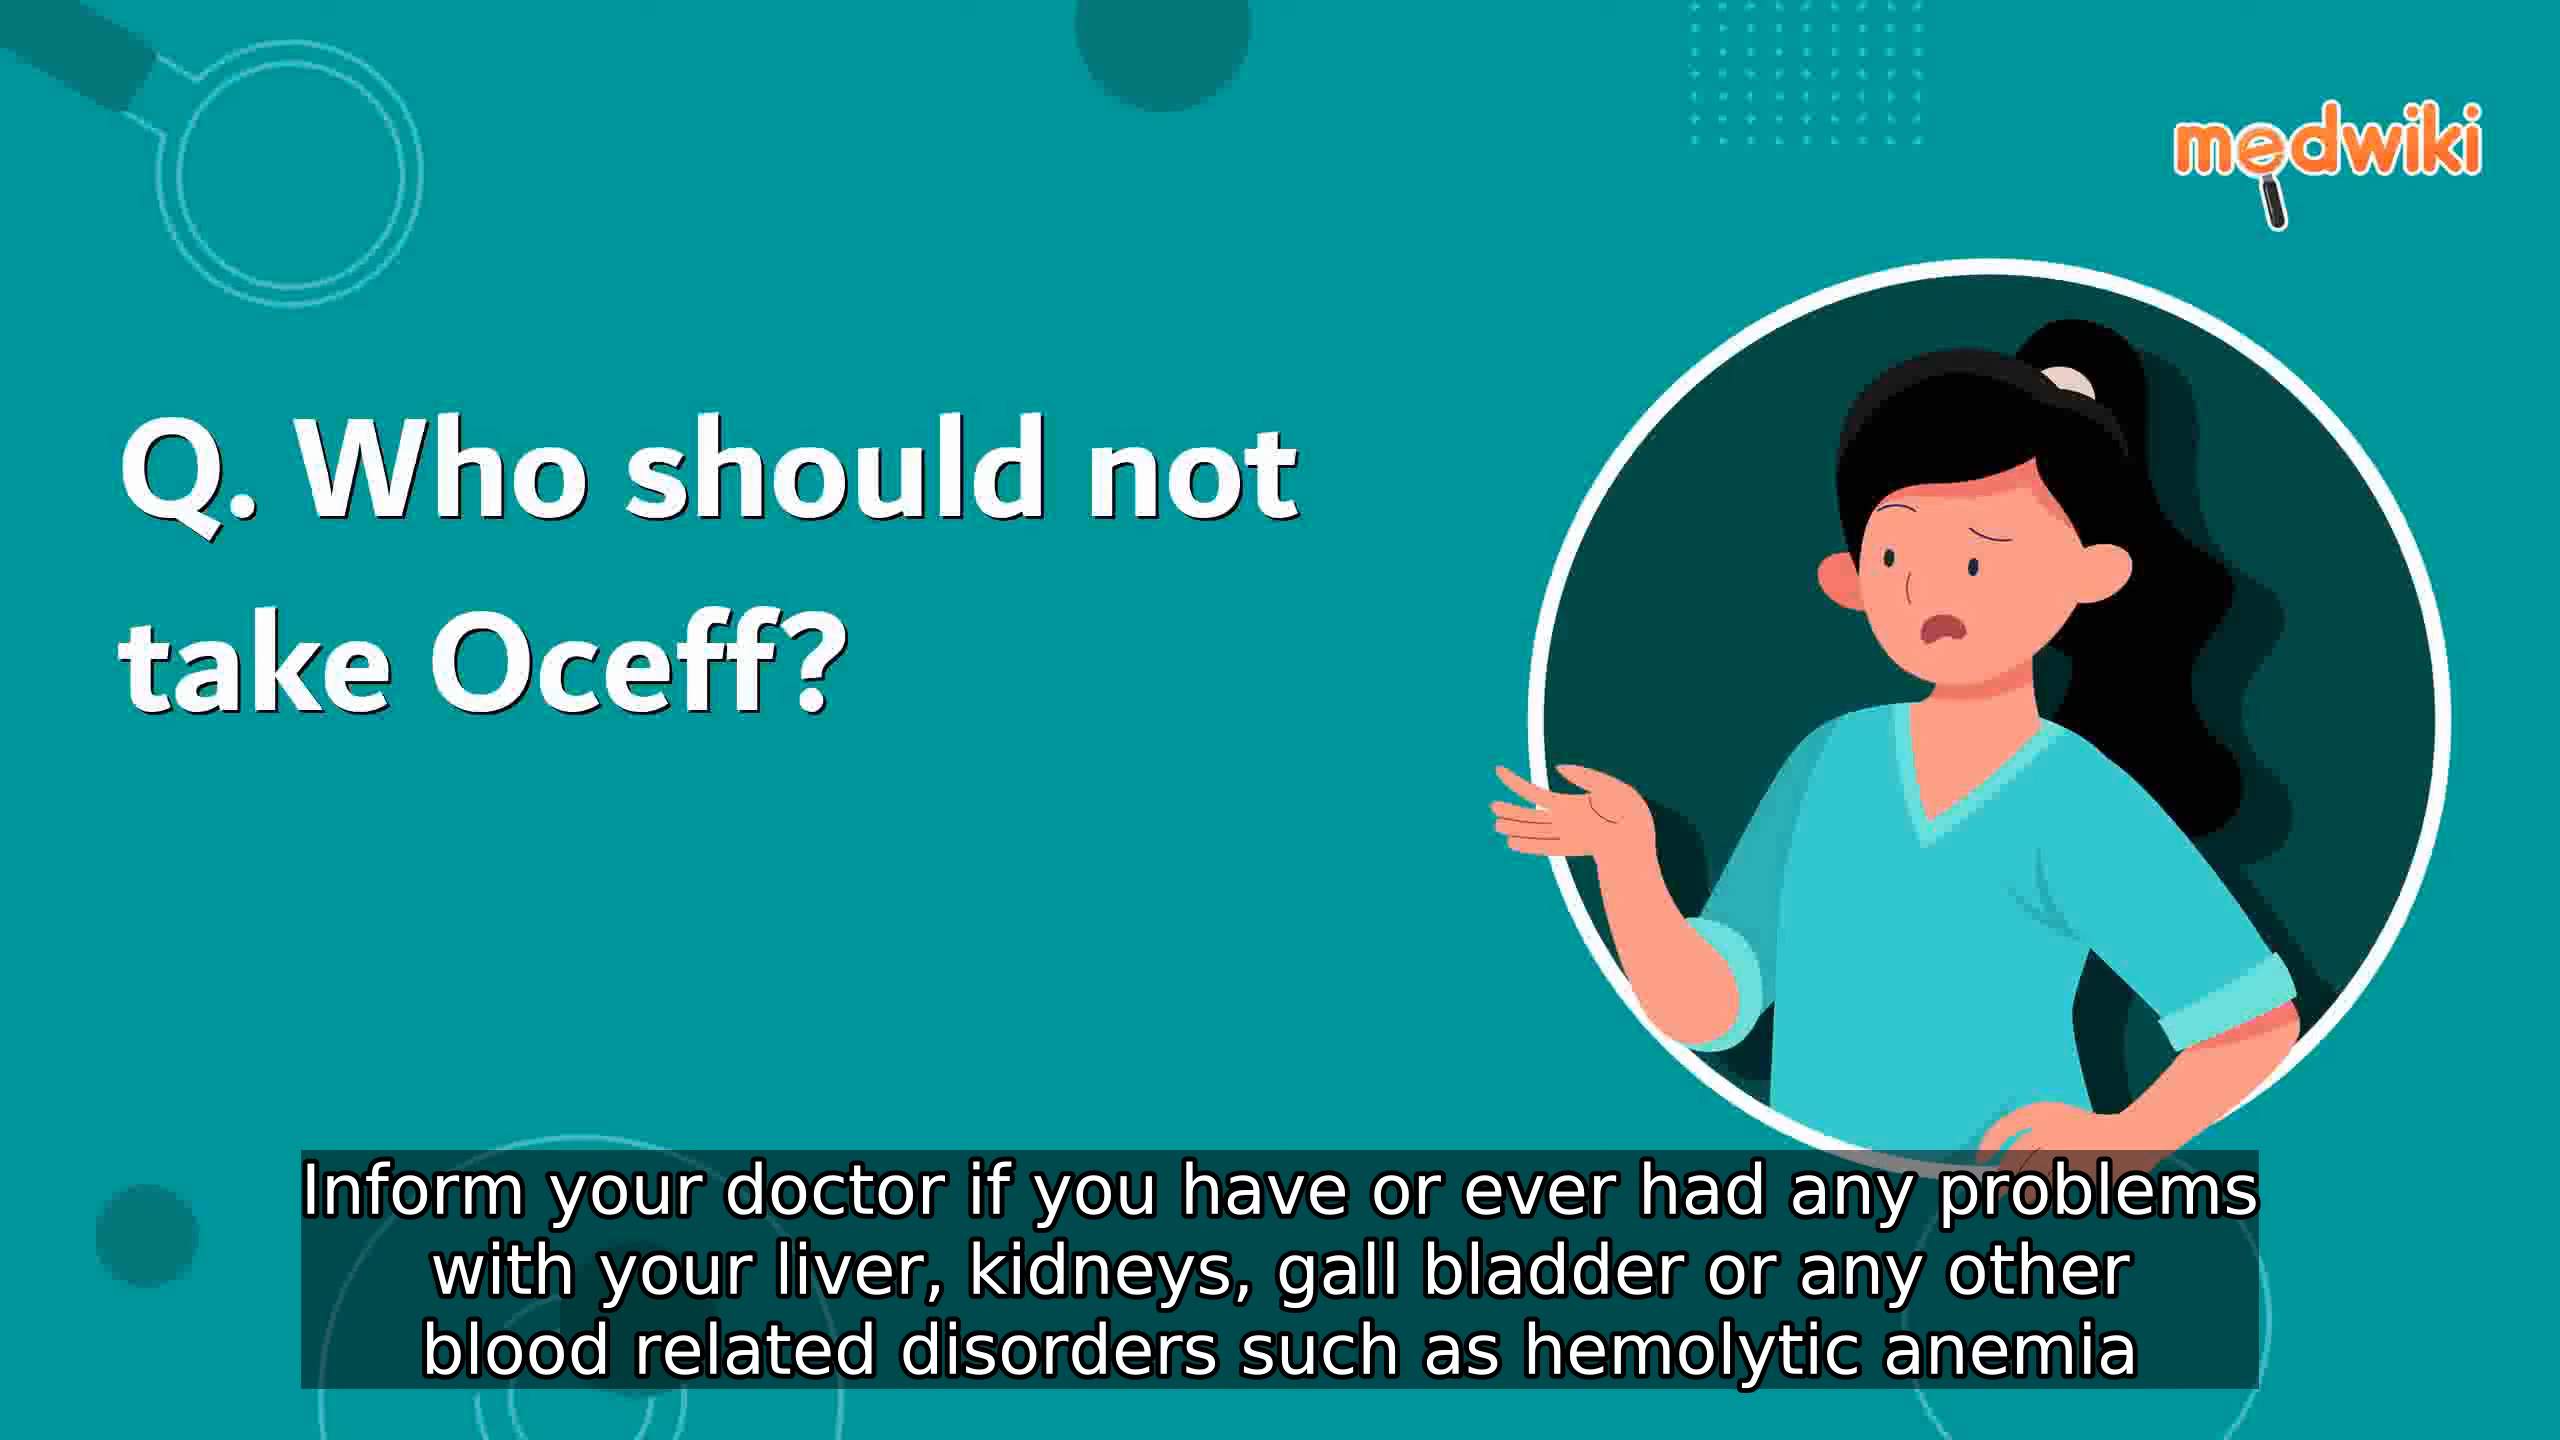 medwiki
Q. Who should not
take Oceff?
Inform your doctor if you have or ever had any problems
with your liver, kidneys, gall bladder or any other
blood related disorders such as hemolytic anemia